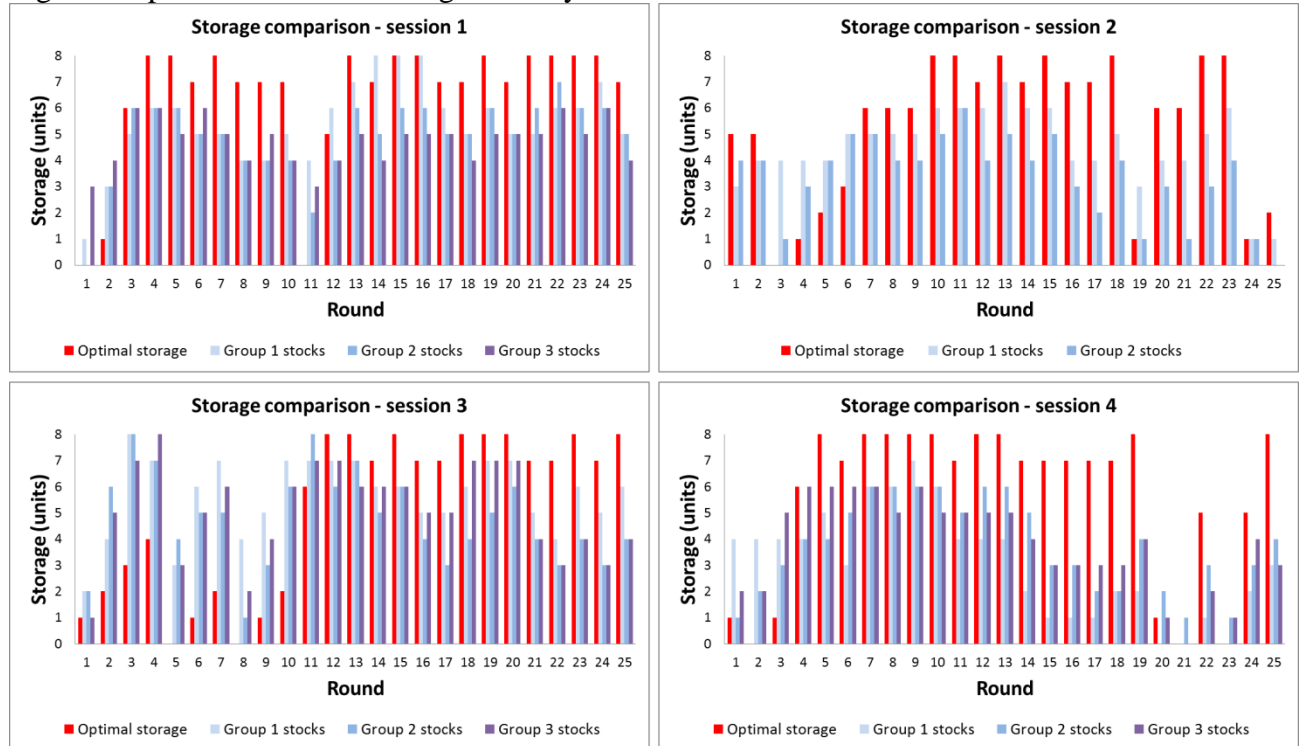 Storage comparison - session 1
Storage (units)
8
7
6
5
4
3
2
1
0
1 2 3 4 5 6 7 8 9 10 11 12 13 14 15 16 17 18 19 20 21 22 23 24 25
Round
Optimal storage Group 1 stocks Group 2 stocks Group 3 stocks
Storage comparison - session 2
Storage (units)
8
7
6
5
4
3
2
1
0
1 2 3 4 5 6 7 8 9 10 11 12 13 14 15 16 17 18 19 20 21 22 23 24 25
Round
Optimal storage Group 1 stocks Group 2 stocks
Storage comparison - session 3
Storage (units)
8
7
6
5
4
3
2
1
0
1 2 3 4 5 6 7 8 9 10 11 12 13 14 15 16 17 18 19 20 21 22 23 24 25
Round
Optimal storage Group 1 stocks Group 2 stocks Group 3 stocks
Storage comparison - session 4
Storage (units)
8
7
6
5
4
3
2
1
0
1 2 3 4 5 6 7 8 9 10 11 12 13 14 15 16 17 18 19 20 21 22 23 24 25
Round
Optimal storage Group 1 stocks Group 2 stocks Group 3 stocks